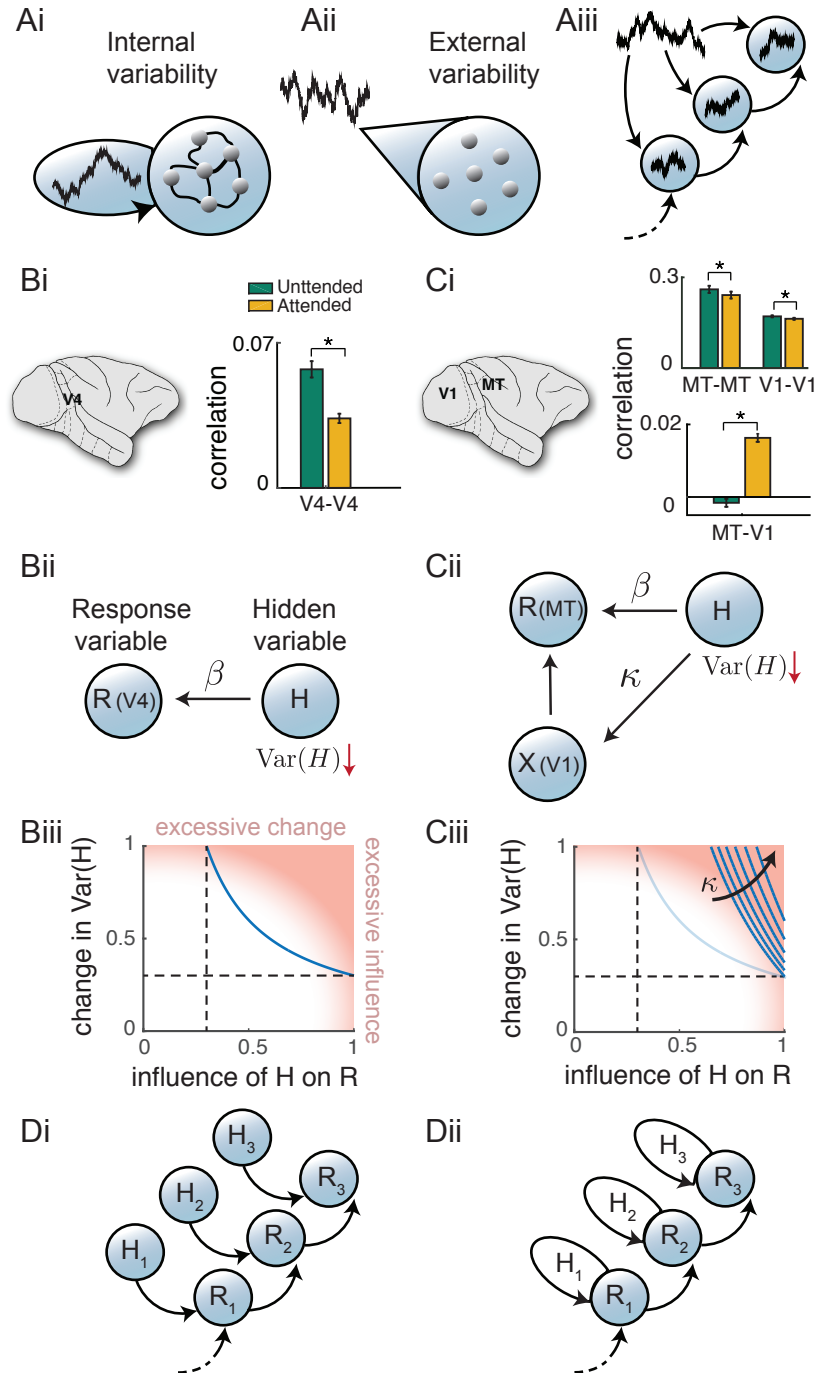 Ai
Internal
variability
Aii
External
variability
Aiii
Bi
Unttended
Attended
V4
correlation
0.07
0
*
V4-V4
Ci
V1
MT
correlation
0.3
0
*
*
MT-MT
V1-V1
0.02
0
*
MT-V1
Bii
Response
variable
Hidden
variable
R (V4)
β
H
Var(H)↓
Cii
R(MT)
β
H
Var(H)↓
κ
X(V1)
Biii
excessive change
excessive influence
change in Var(H)
1
0.5
0
0
0.5
1
influence of H on R
Ciii
κ
change in Var(H)
1
0.5
0
0
0.5
1
influence of H on R
Di
H₃
R₃
H₂
R₂
H₁
R₁
Dii
H₃
R₃
H₂
R₂
H₁
R₁